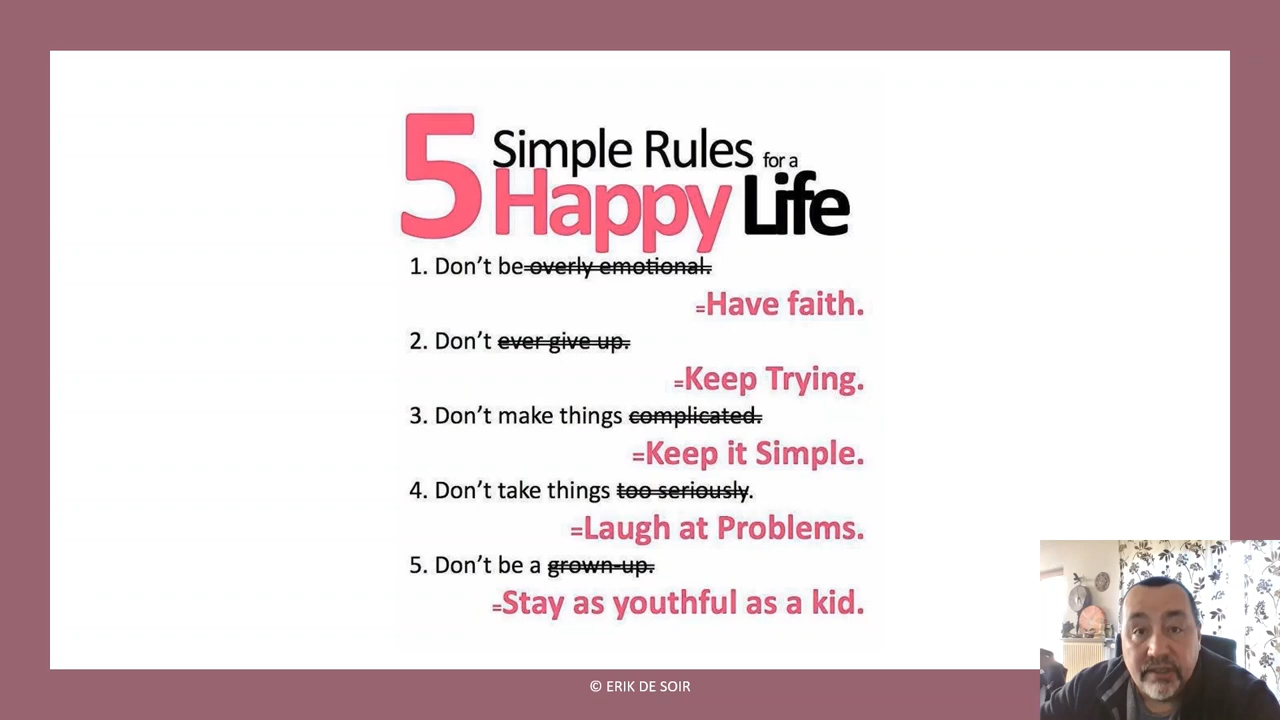 5 Simple Rules for a
Happy Life
1. Don't be overly emotional.
=Have faith.
2. Don't ever give up.
=Keep Trying.
3. Don't make things complicated.
=Keep it Simple.
4. Don't take things too seriously.
=Laugh at Problems.
5. Don't be a grown-up.
=Stay as youthful as a kid.
© ERIK DE SOIR